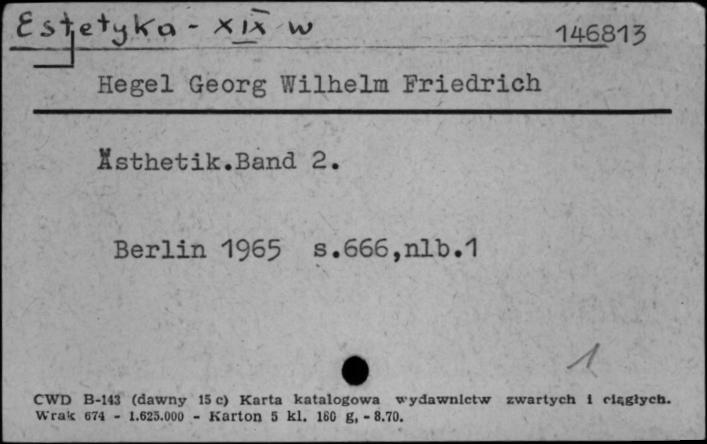 Estetyka - XIX w
146813
Hegel Georg Wilhelm Friedrich
Ästhetik.Band 2.
Berlin 1965 s.666,nlb.1
1
CWD B-143 (dawny 15 c) Karta katalogowa wydawnictw zwartych i ciągłych.
Wrak 674 - 1.625.000 - Karton 5 kl. 160 g, - 8.70.